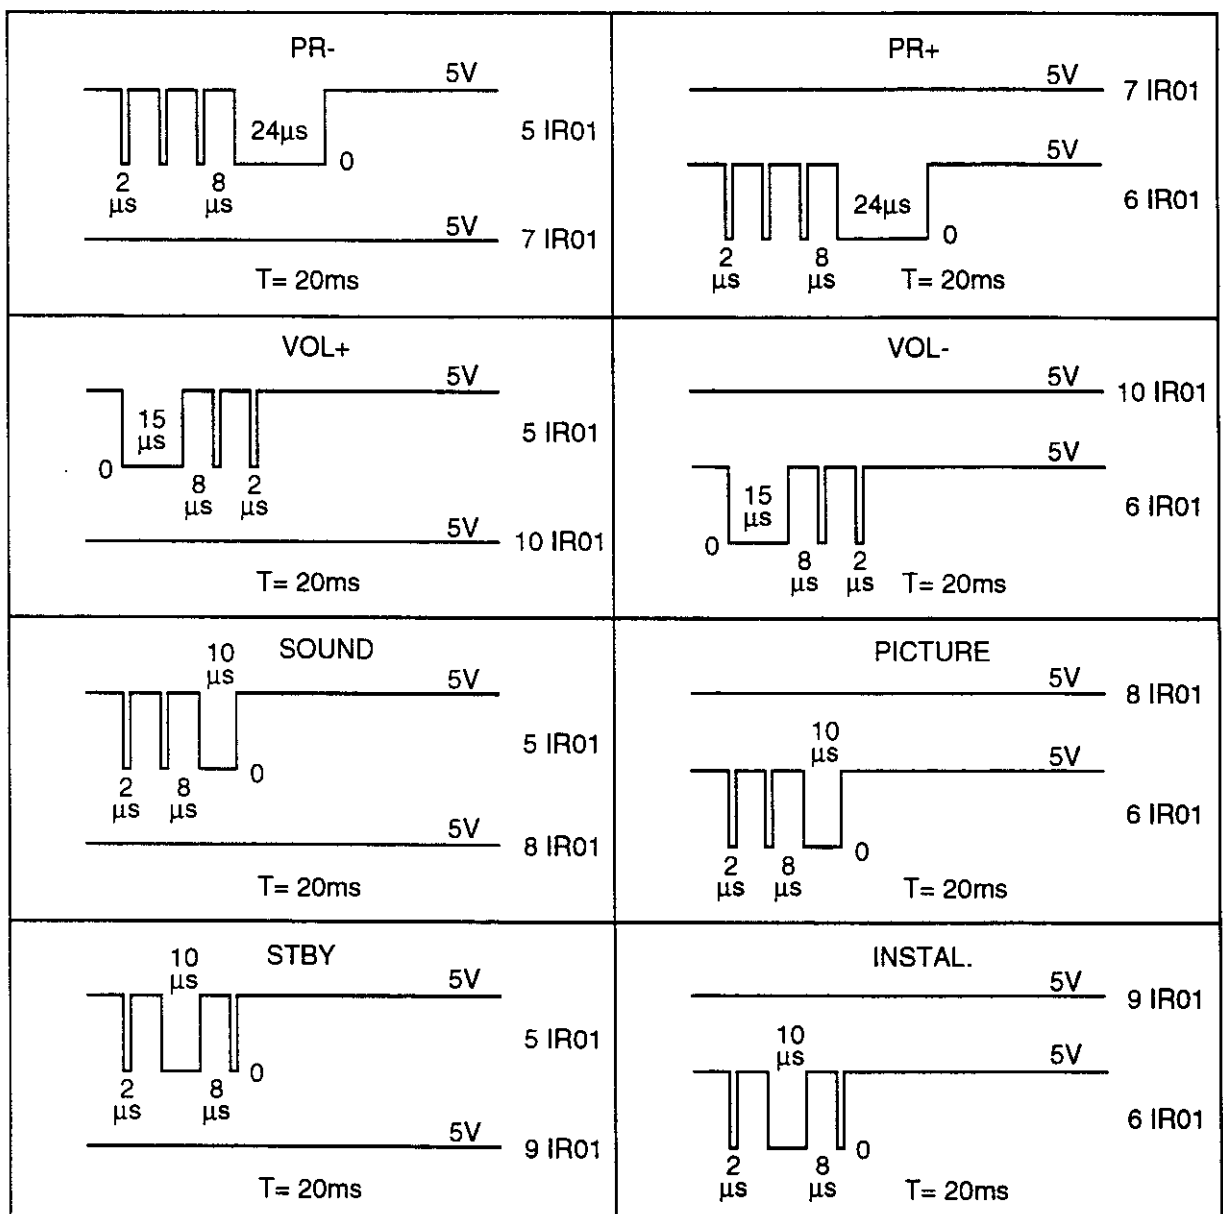 PR-
5V
24µs
5 IR01
0
2
µs
8
µs
5V
7 IR01
T= 20ms
PR+
5V
7 IR01
5V
24µs
6 IR01
0
2
µs
8
µs
T= 20ms
VOL+
5V
15
µs
5 IR01
0
8
µs
2
µs
5V
10 IR01
T= 20ms
VOL-
5V
10 IR01
5V
15
µs
6 IR01
0
8
µs
2
µs
T= 20ms
SOUND
10
µs
5V
5 IR01
0
2
µs
8
µs
5V
8 IR01
T= 20ms
PICTURE
5V
8 IR01
10
µs
5V
6 IR01
0
2
µs
8
µs
T= 20ms
STBY
10
µs
5V
5 IR01
0
2
µs
8
µs
5V
9 IR01
T= 20ms
INSTAL.
5V
9 IR01
10
µs
5V
6 IR01
0
2
µs
8
µs
T= 20ms